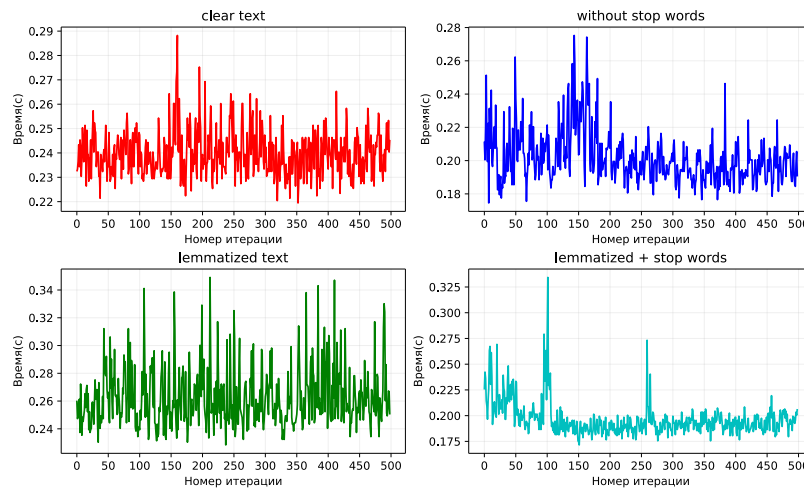 clear text
Время(с)
0.29
0.28
0.27
0.26
0.25
0.24
0.23
0.22
0 50 100 150 200 250 300 350 400 450 500
Номер итерации
without stop words
Время(с)
0.28
0.26
0.24
0.22
0.20
0.18
0 50 100 150 200 250 300 350 400 450 500
Номер итерации
lemmatized text
Время(с)
0.34
0.32
0.30
0.28
0.26
0.24
0 50 100 150 200 250 300 350 400 450 500
Номер итерации
lemmatized + stop words
Время(с)
0.325
0.300
0.275
0.250
0.225
0.200
0.175
0 50 100 150 200 250 300 350 400 450 500
Номер итерации